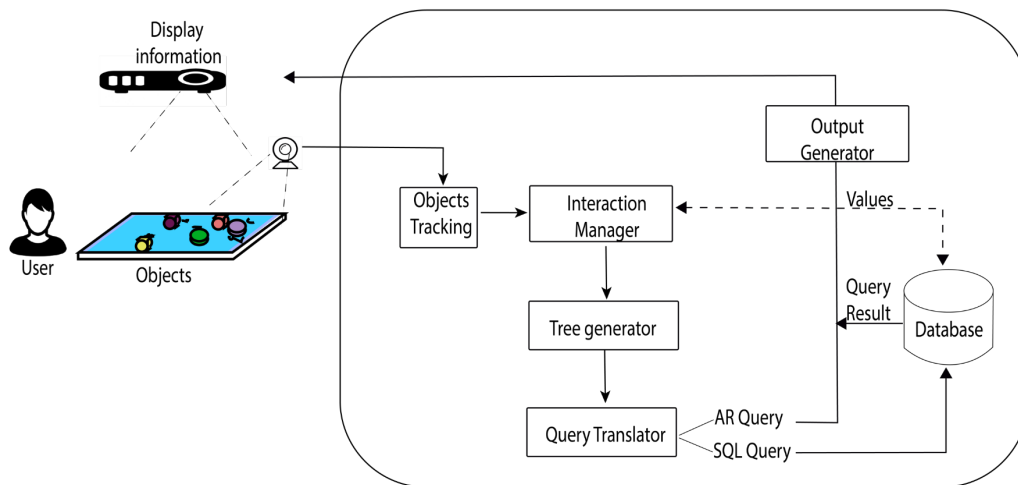 Display
information
Output
Generator
Objects
Tracking
Interaction
Manager
Values
User
Objects
Query
Result
Tree generator
Database
AR Query
Query Translator
SQL Query